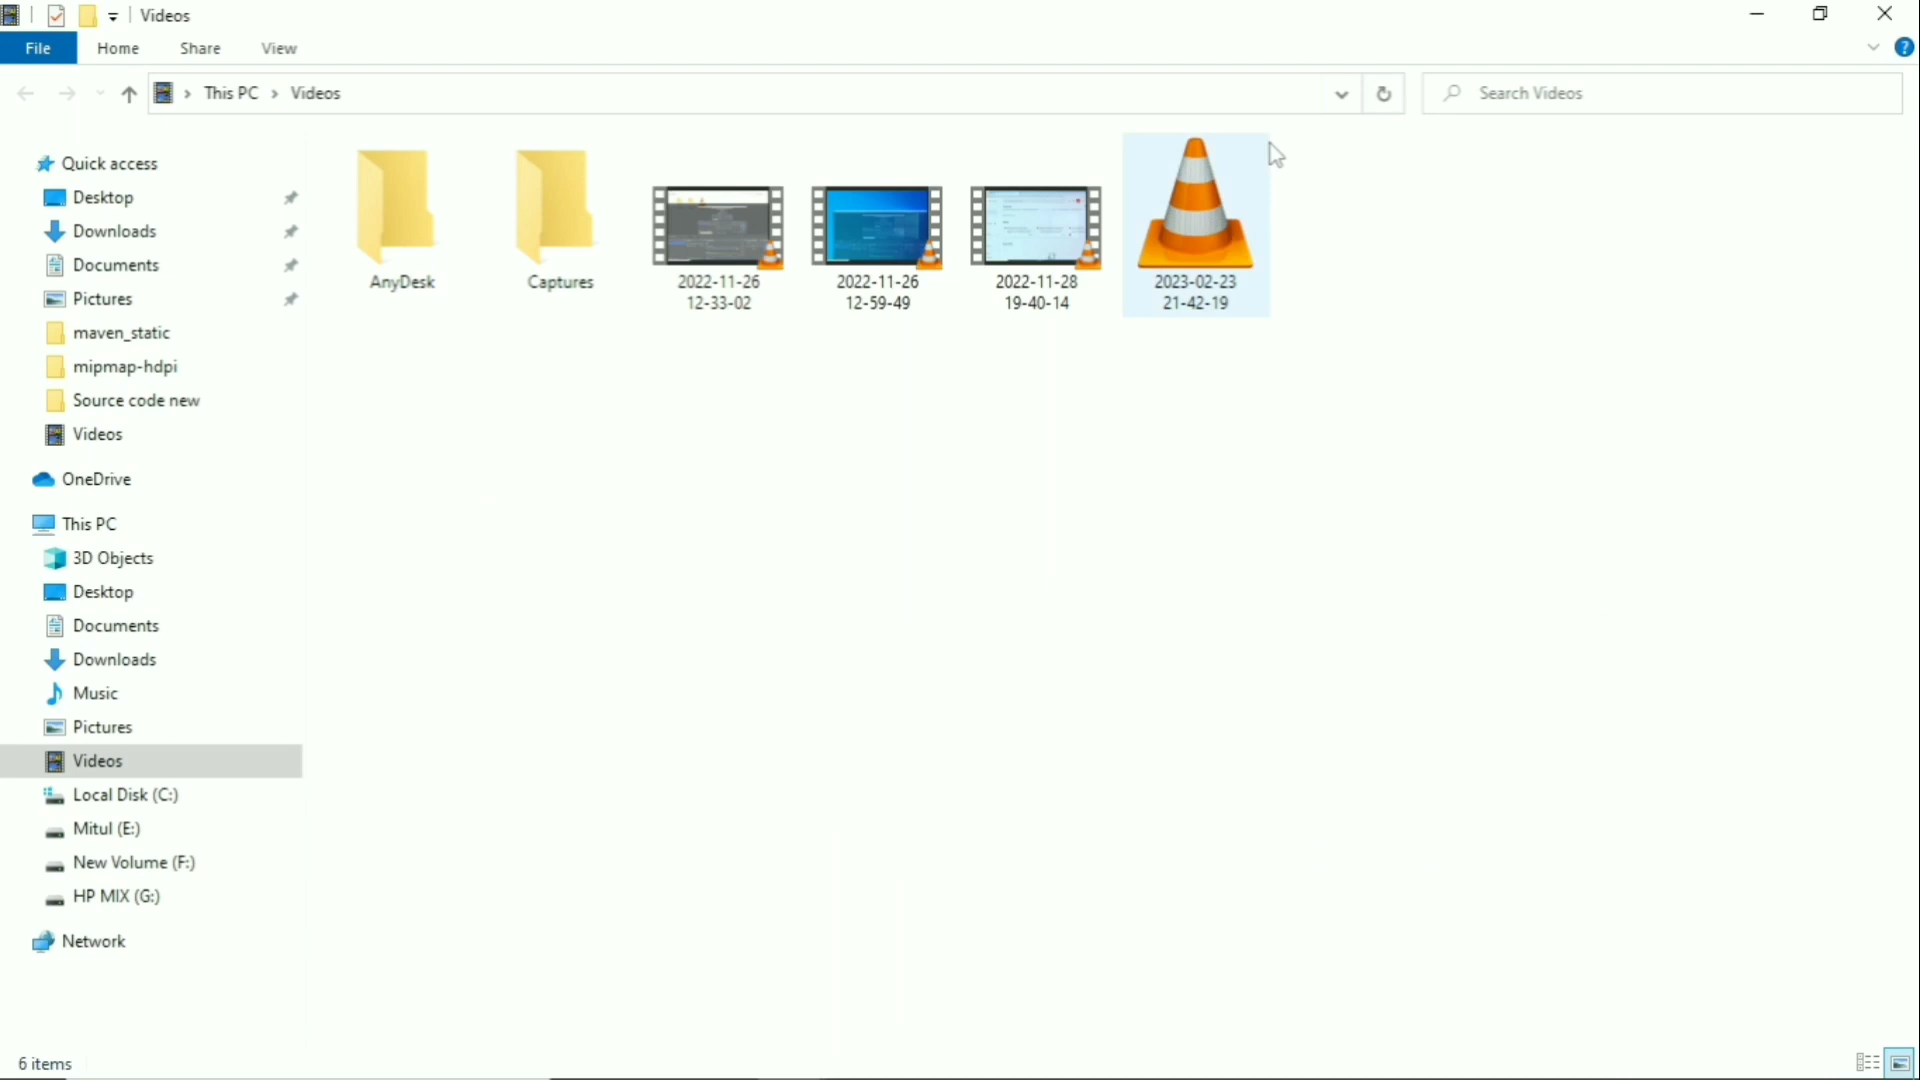 Videos
File Home Share View
?
This PC Videos
Search Videos
Quick access
Desktop
Downloads
Documents
Pictures
maven_static
mipmap-hdpi
Source code new
Videos
OneDrive
This PC
3D Objects
Desktop
Documents
Downloads
Music
Pictures
Videos
Local Disk (C:)
Mitul (E:)
New Volume (F:)
HP MIX (G:)
Network
AnyDesk
Captures
2022-11-26
12-33-02
2022-11-26
12-59-49
2022-11-28
19-40-14
2023-02-23
21-42-19
6 items